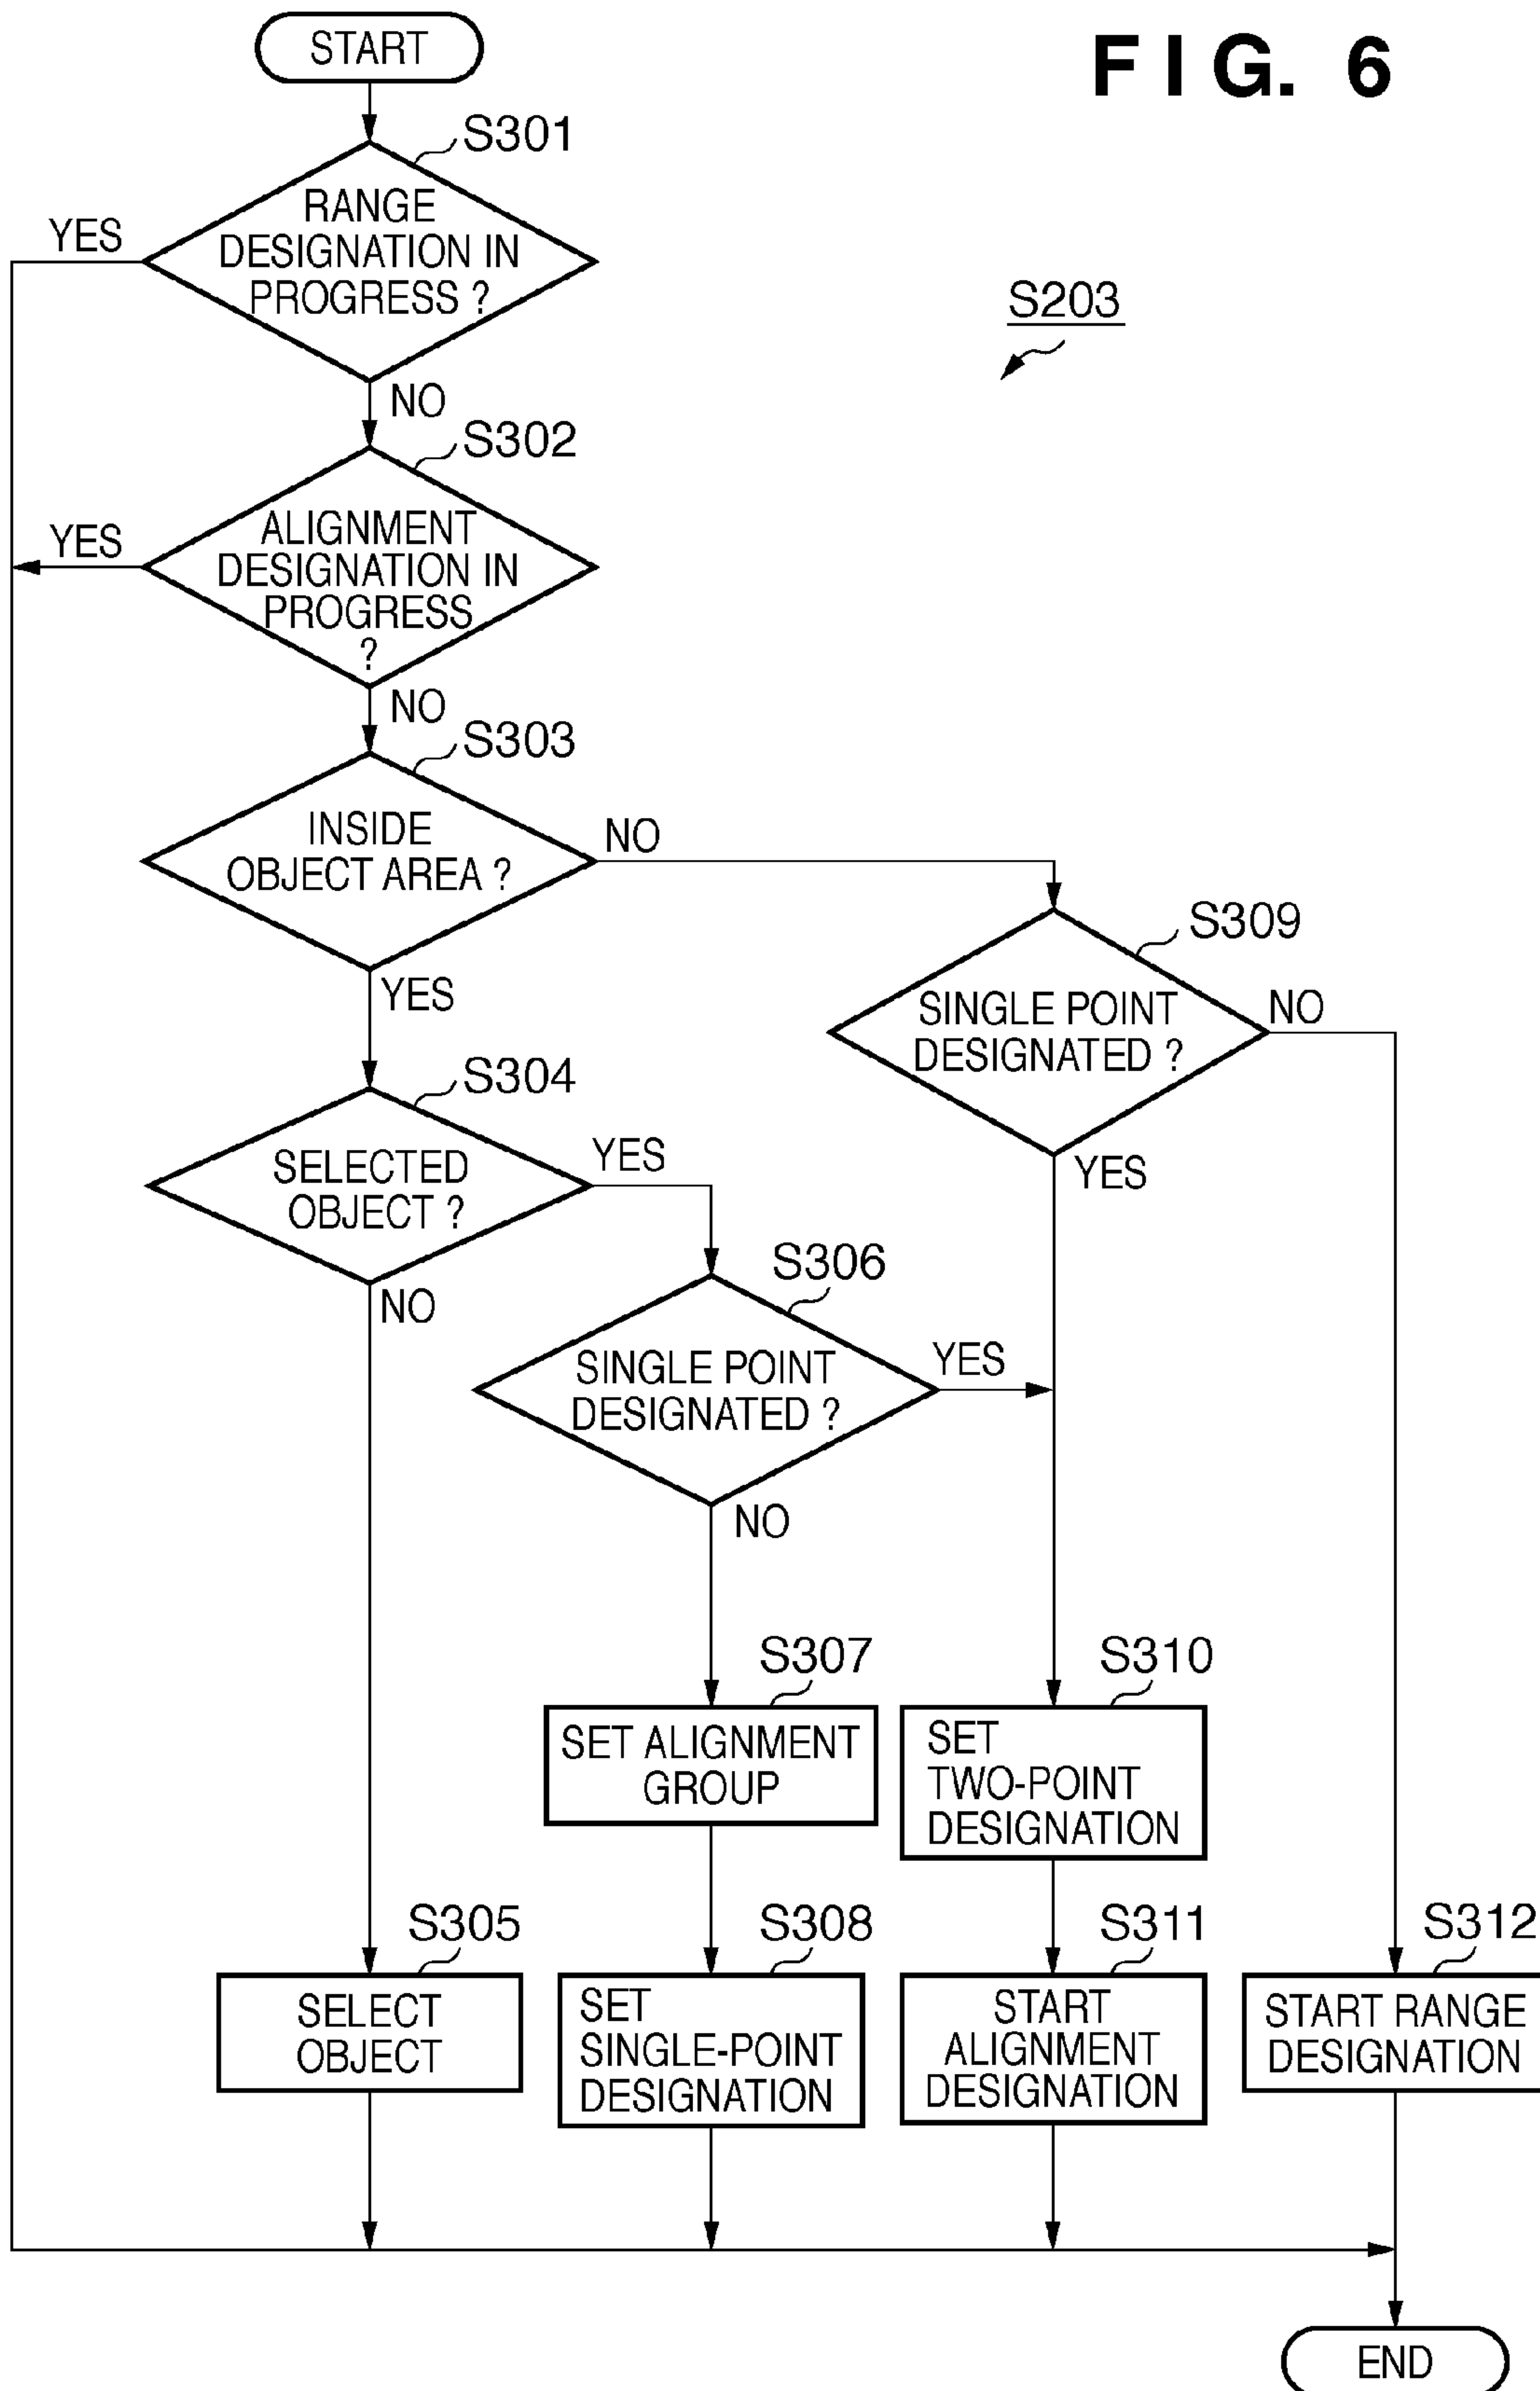 FIG. 6
START
S301
RANGE
DESIGNATION IN
PROGRESS ?
YES
NO
S203
S302
ALIGNMENT
DESIGNATION IN
PROGRESS
?
YES
NO
S303
INSIDE
OBJECT AREA ?
NO
YES
S309
SINGLE POINT
DESIGNATED ?
NO
YES
S304
SELECTED
OBJECT ?
YES
NO
S306
SINGLE POINT
DESIGNATED ?
YES
NO
S307
SET ALIGNMENT
GROUP
S310
SET
TWO-POINT
DESIGNATION
S305
SELECT
OBJECT
S308
SET
SINGLE-POINT
DESIGNATION
S311
START
ALIGNMENT
DESIGNATION
S312
START RANGE
DESIGNATION
END